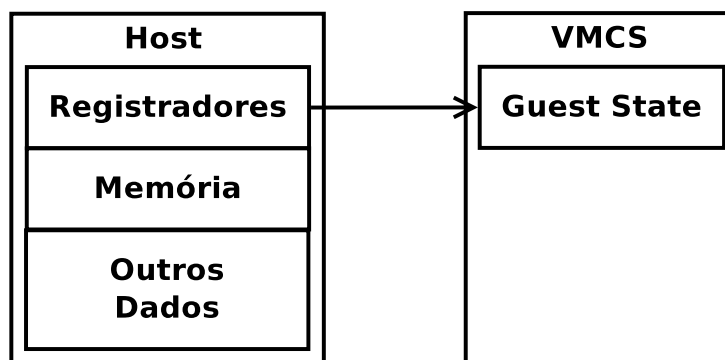 Host
Registradores
Memória
Outros
Dados
VMCS
Guest State